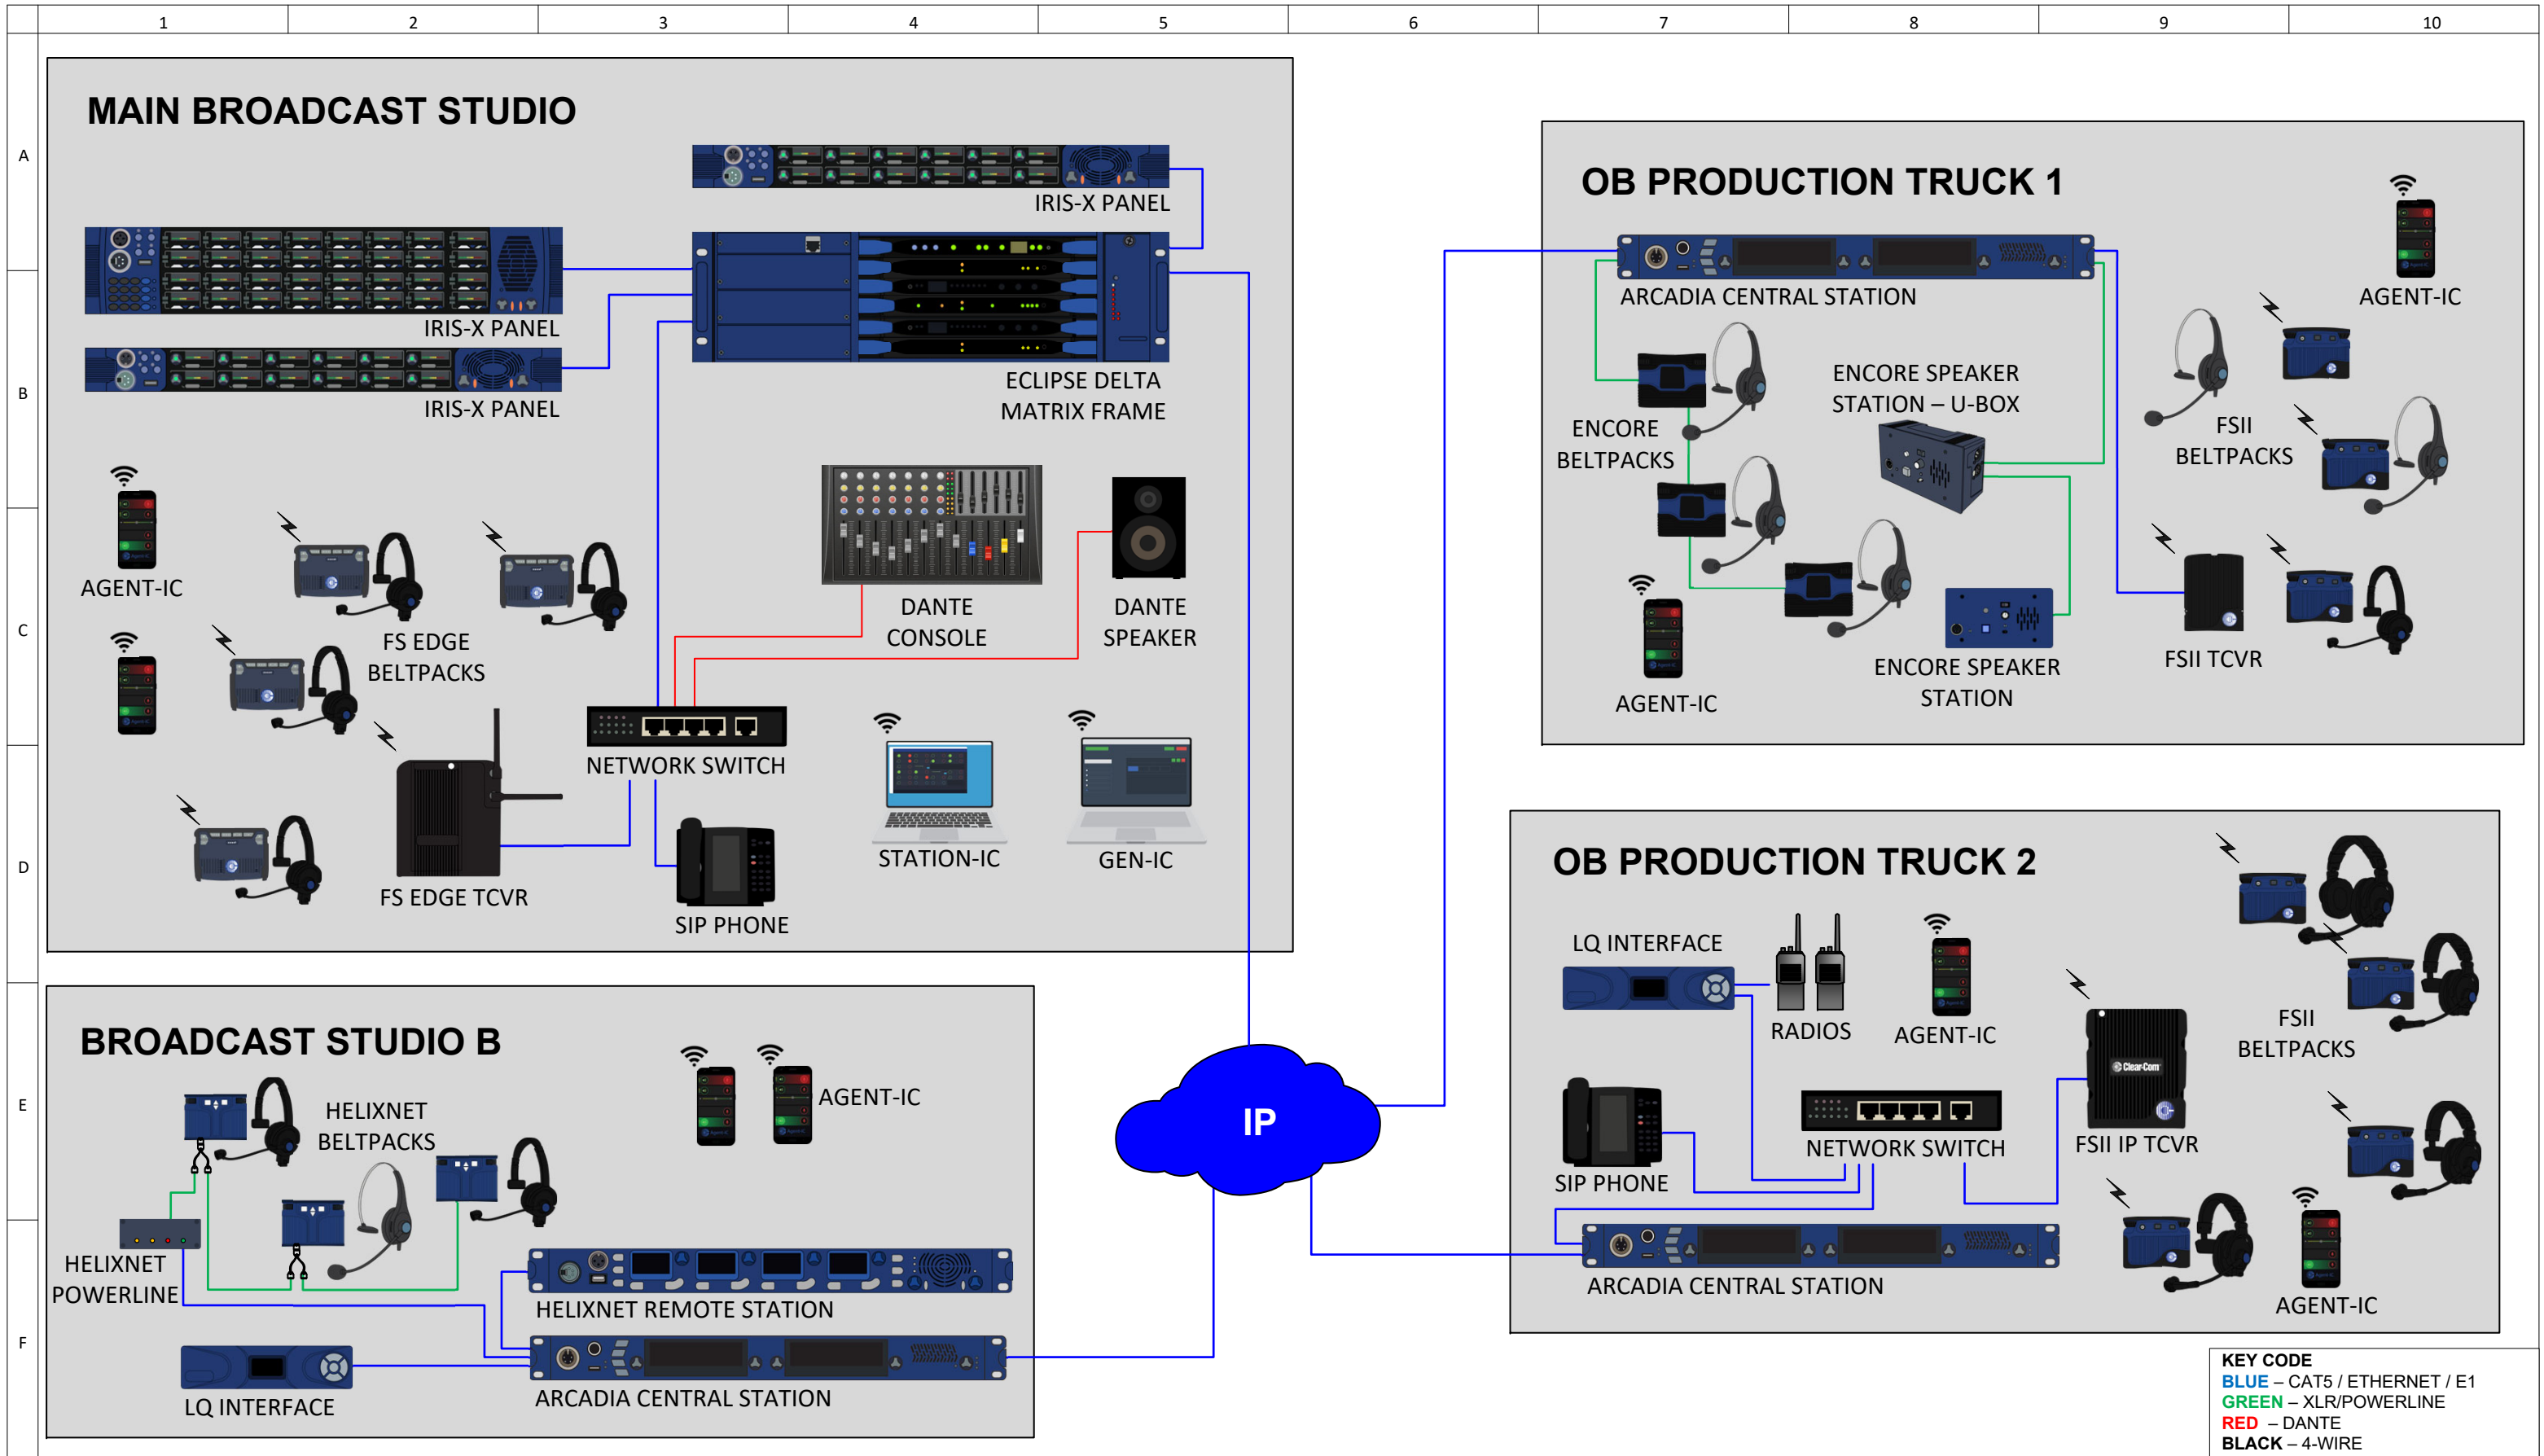 1 2 3 4 5 6 7 8 9 10
A
B
C
D
E
F
MAIN BROADCAST STUDIO
IRIS-X PANEL
IRIS-X PANEL
IRIS-X PANEL
ECLIPSE DELTA
MATRIX FRAME
AGENT-IC
FS EDGE
BELTPACKS
DANTE
CONSOLE
DANTE
SPEAKER
NETWORK SWITCH
FS EDGE TCVR
SIP PHONE
STATION-IC
GEN-IC
BROADCAST STUDIO B
HELIXNET
BELTPACKS
AGENT-IC
HELIXNET
POWERLINE
HELIXNET REMOTE STATION
LQ INTERFACE
ARCADIA CENTRAL STATION
IP
OB PRODUCTION TRUCK 1
ARCADIA CENTRAL STATION
AGENT-IC
ENCORE
BELTPACKS
ENCORE SPEAKER
STATION – U-BOX
FSII
BELTPACKS
AGENT-IC
ENCORE SPEAKER
STATION
FSII TCVR
OB PRODUCTION TRUCK 2
LQ INTERFACE
RADIOS
AGENT-IC
FSII
BELTPACKS
Clear-Com
SIP PHONE
NETWORK SWITCH
FSII IP TCVR
ARCADIA CENTRAL STATION
AGENT-IC
KEY CODE
BLUE – CAT5 / ETHERNET / E1
GREEN – XLR/POWERLINE
RED – DANTE
BLACK – 4-WIRE